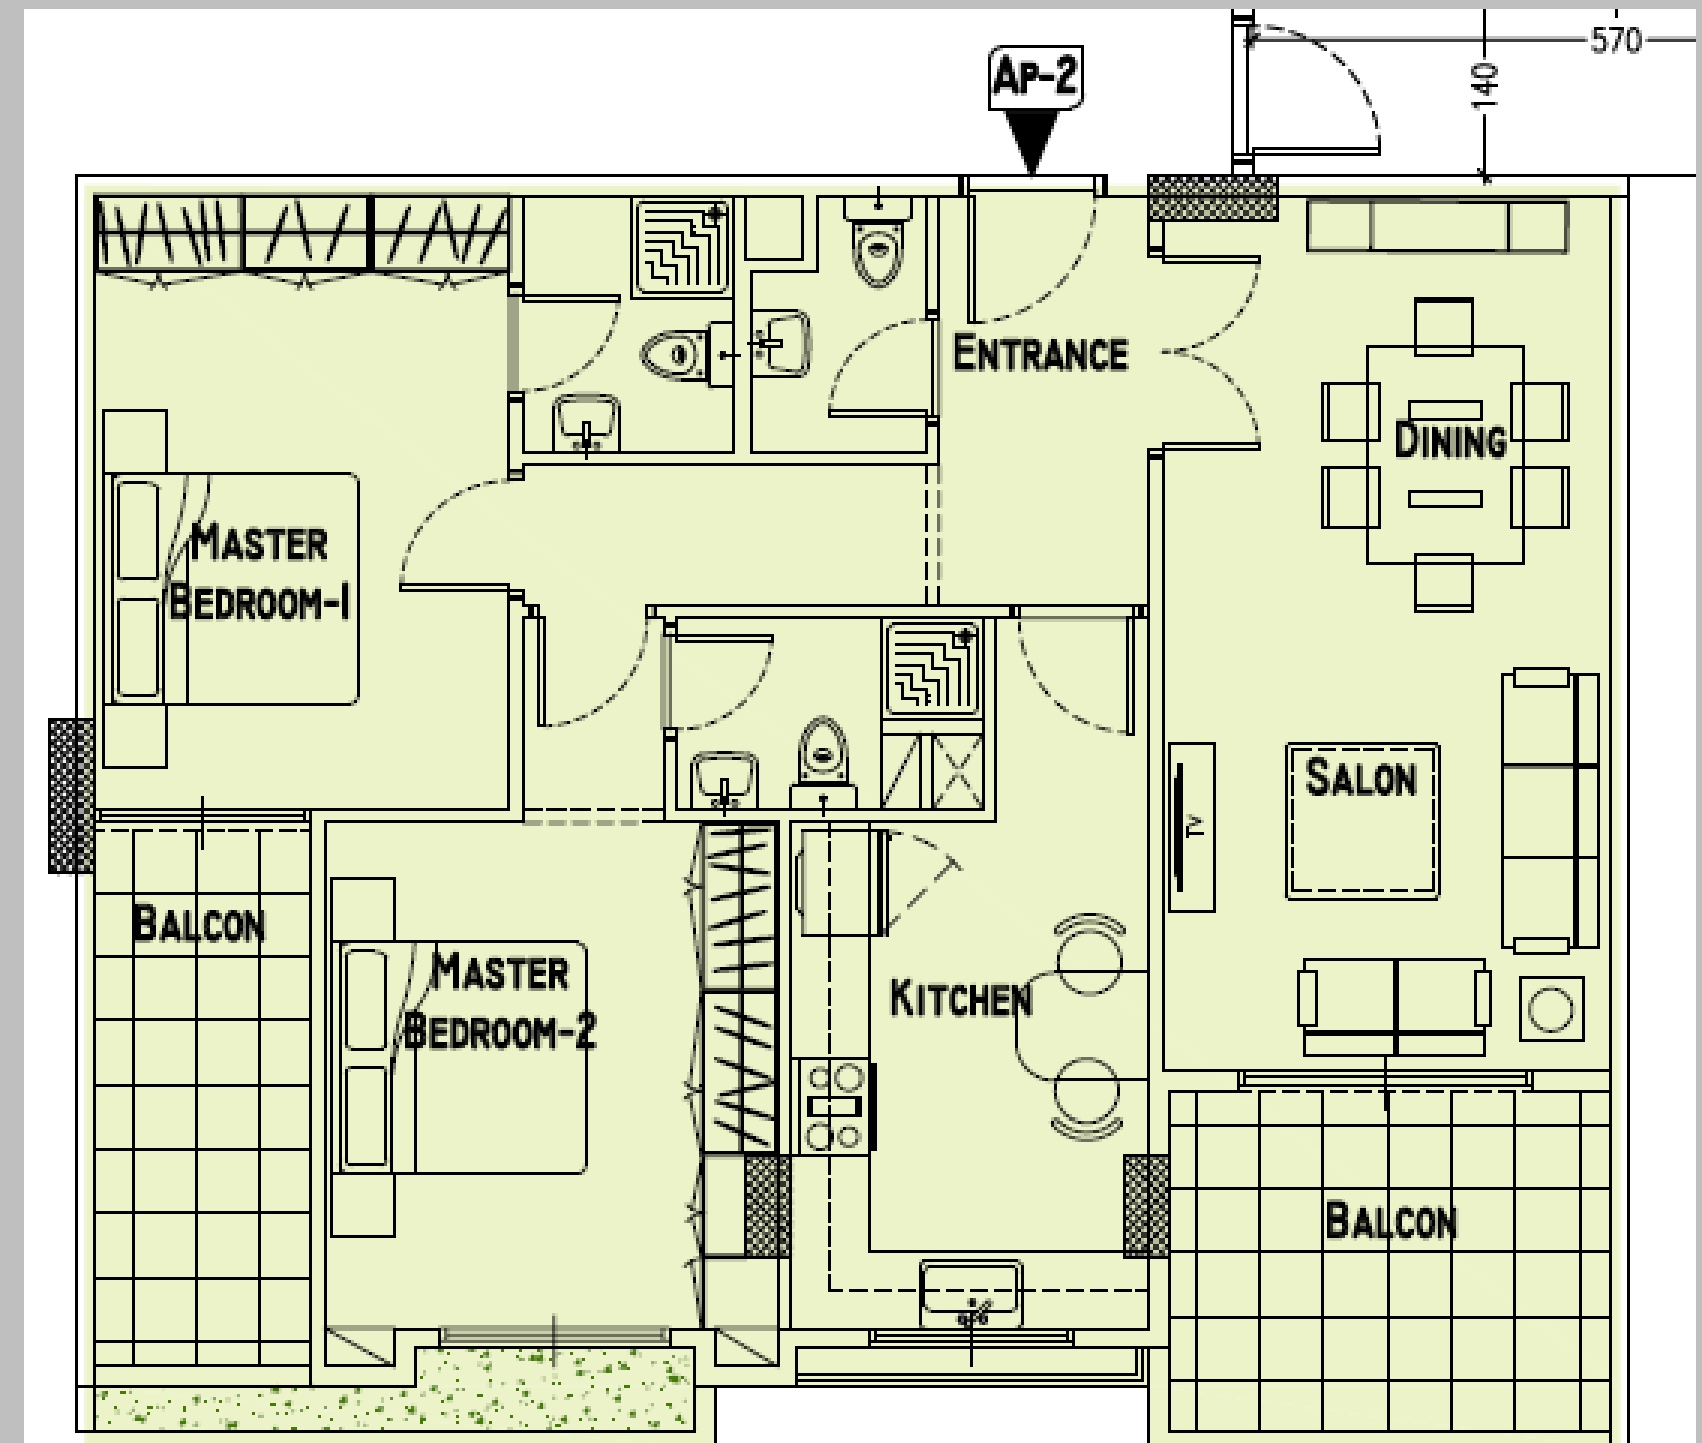 570
140
AP-2
ENTRANCE
DINING
MASTER
BEDROOM-1
SALON
TV
BALCON
MASTER
BEDROOM-2
KITCHEN
BALCON